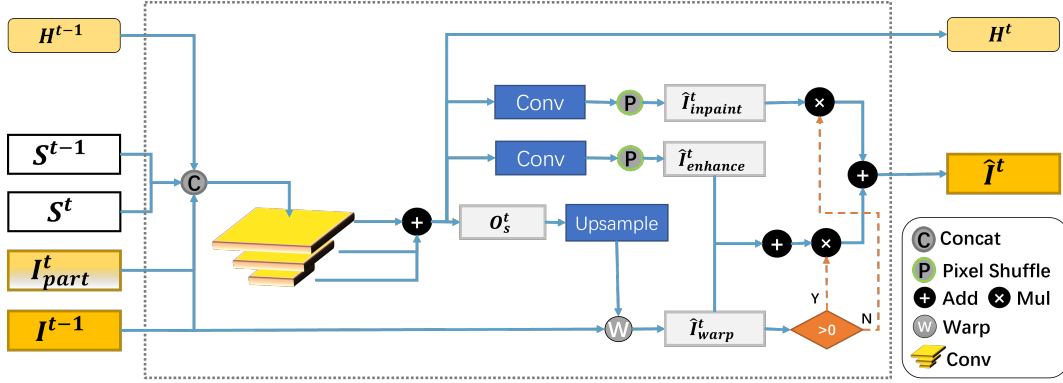 H^{t-1}
H^t
S^{t-1}
S^t
I^t_{part}
I^{t-1}
C
Conv
P
Î^t_{inpaint}
×
Conv
P
Î^t_{enhance}
+
Î^t
+
O^t_s
Upsample
+
×
W
Î^t_{warp}
>0
Y
N
C Concat
P Pixel Shuffle
+ Add × Mul
W Warp
Conv